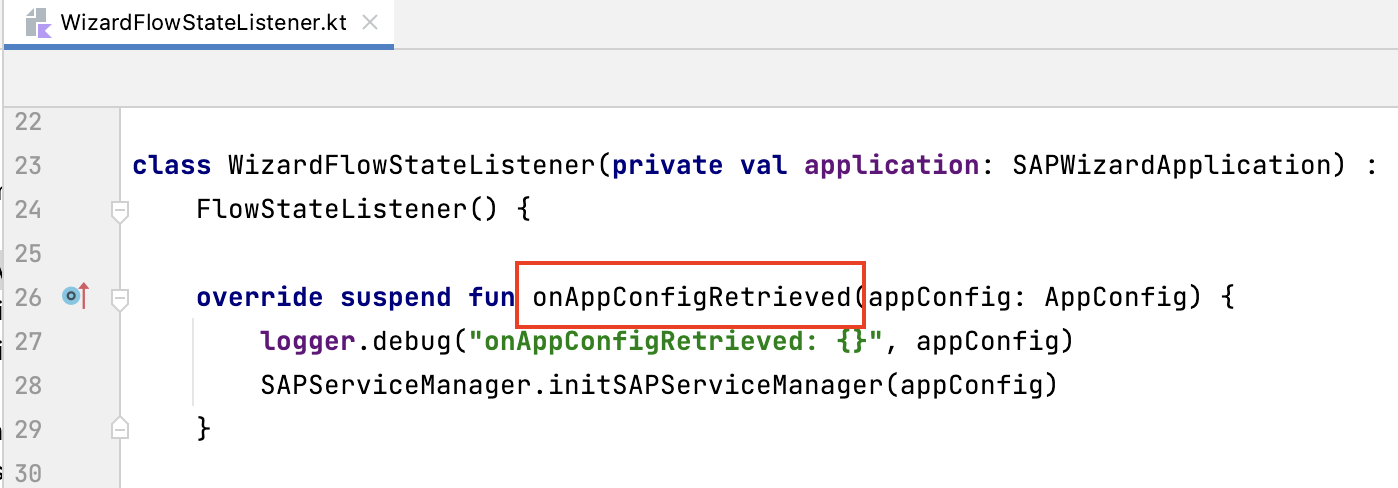 WizardFlowStateListener.kt
22
23 class WizardFlowStateListener(private val application: SAPWizardApplication) :
24 FlowStateListener() {
25
26 override suspend fun onAppConfigRetrieved(appConfig: AppConfig) {
27 logger.debug("onAppConfigRetrieved: {}", appConfig)
28 SAPServiceManager.initSAPServiceManager(appConfig)
29 }
30